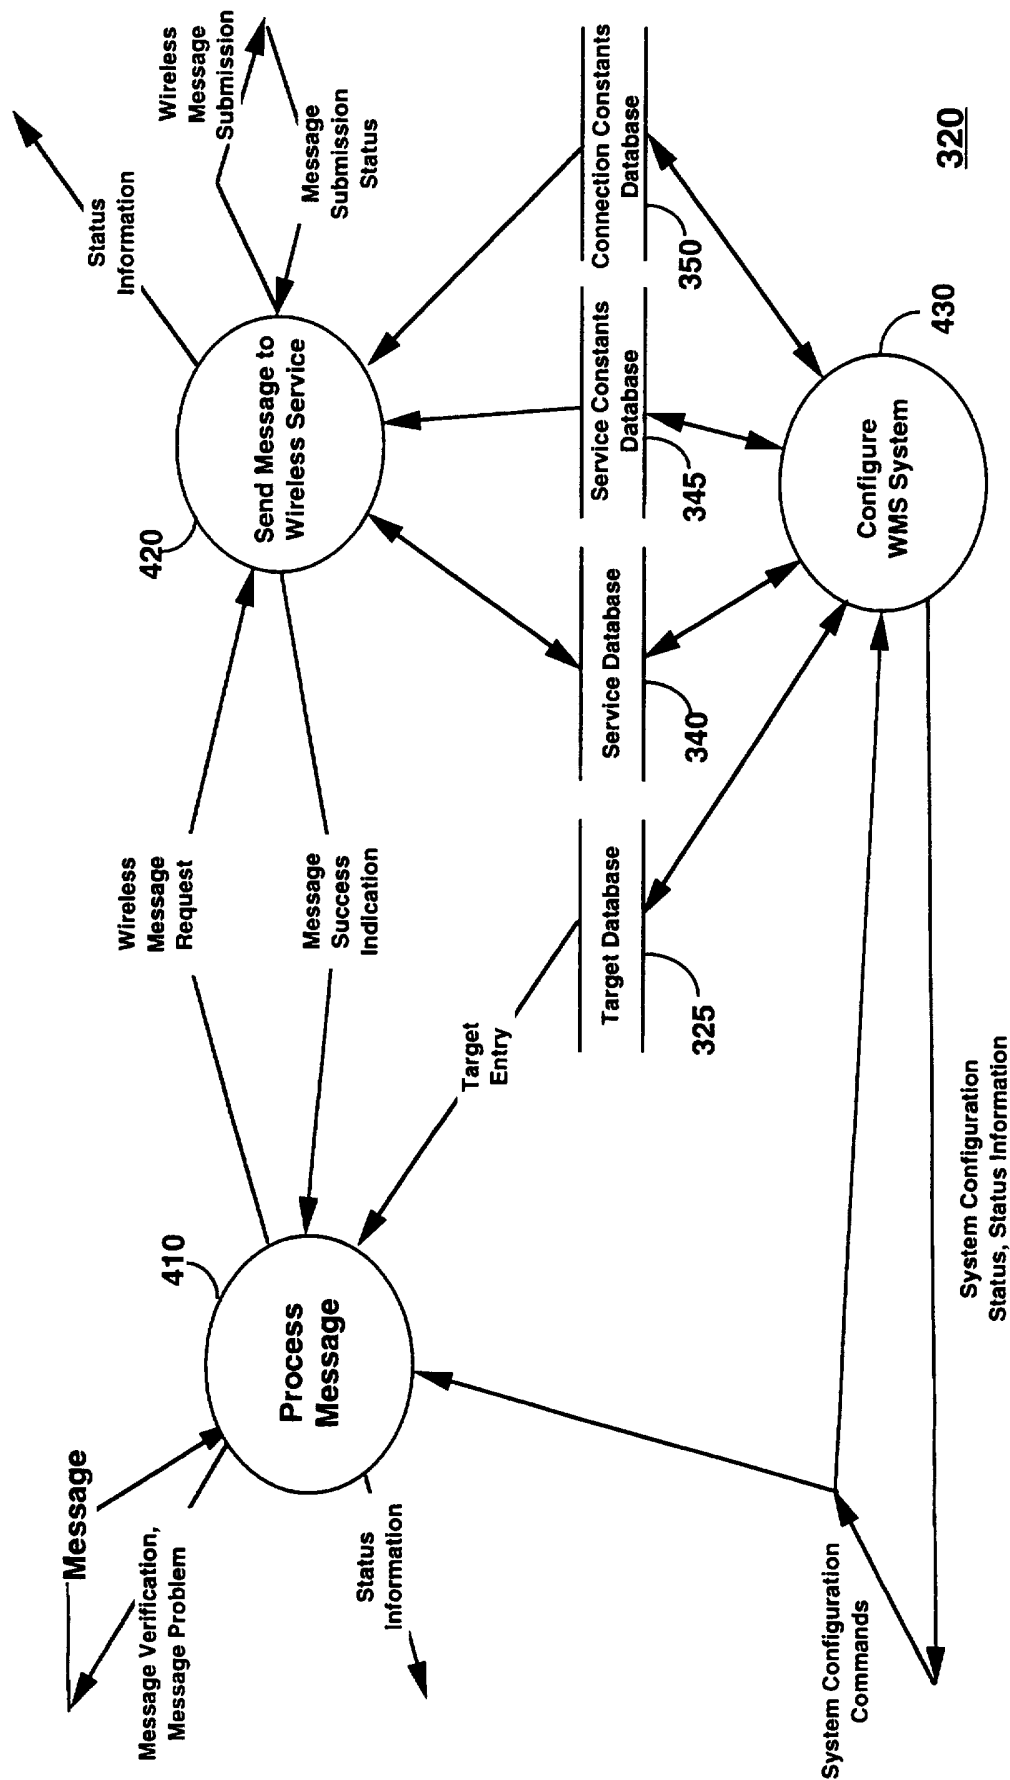 Message
Message Verification,
Message Problem
Status
Information
410
Process
Message
Wireless
Message
Request
Message
Success
Indication
Target
Entry
420
Send Message to
Wireless Service
Status
Information
Wireless
Message
Submission
Message
Submission
Status
Target Database
325
Service Database
340
Service Constants
Database
345
Connection Constants
Database
350
Configure
WMS System
430
System Configuration
Commands
System Configuration
Status, Status Information
320